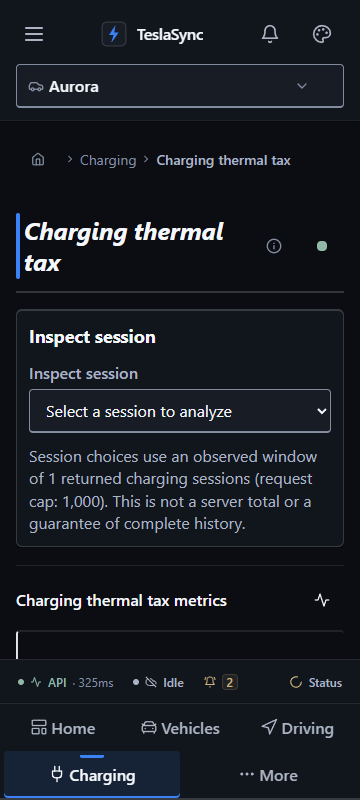 TeslaSync
Aurora
Charging
Charging thermal tax
Charging thermal
tax
Inspect session
Inspect session
Select a session to analyze
Session choices use an observed window
of 1 returned charging sessions (request
cap: 1,000). This is not a server total or a
guarantee of complete history.
Charging thermal tax metrics
API · 325ms
Idle
2
Status
Home
Vehicles
Driving
Charging
More